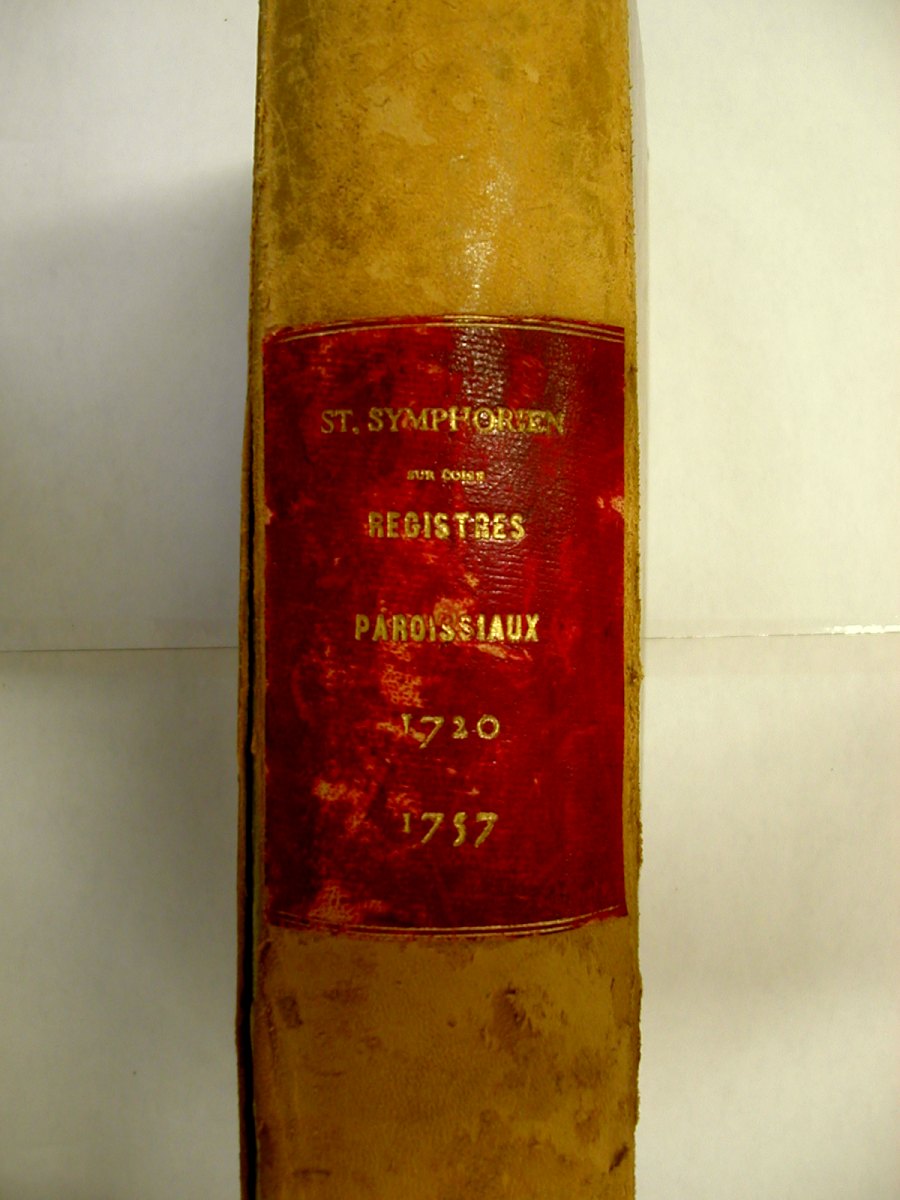 ST. SYMPHORIEN
SUR COISE
REGISTRES
PAROISSIAUX
1720
1757